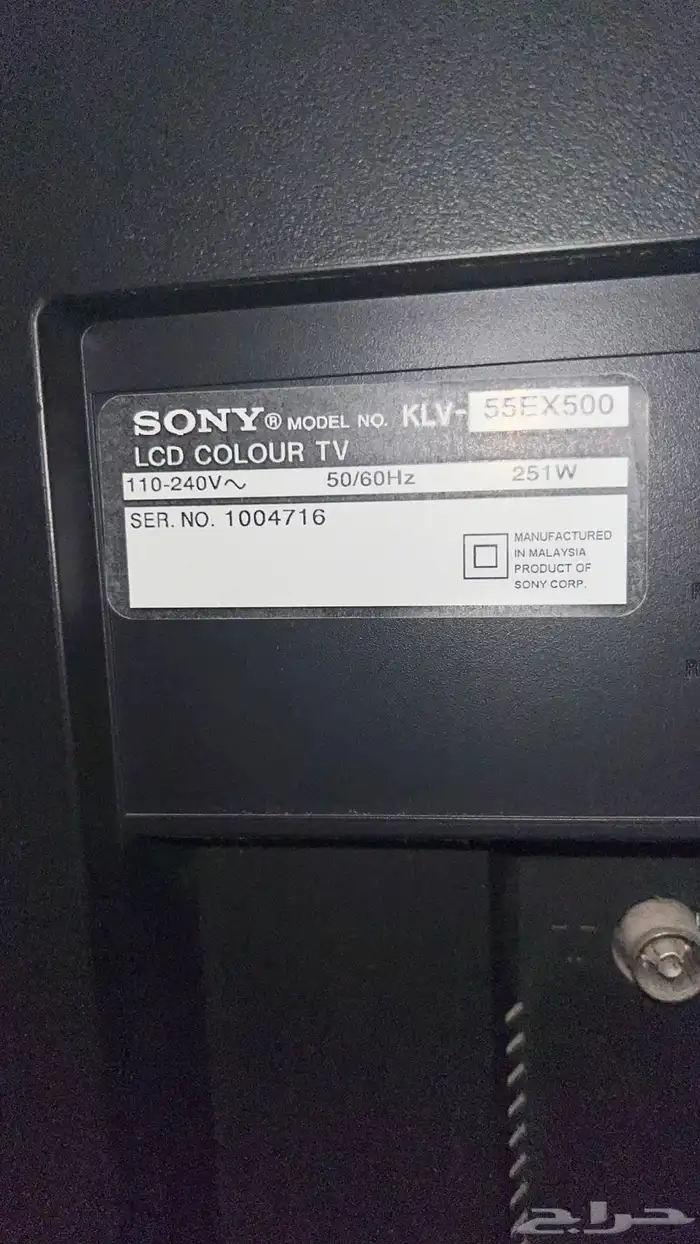 SONY® MODEL NO. KLV-55EX500
LCD COLOUR TV
110-240V～ 50/60Hz 251W
SER. NO. 1004716
MANUFACTURED
IN MALAYSIA
PRODUCT OF
SONY CORP.
حراج